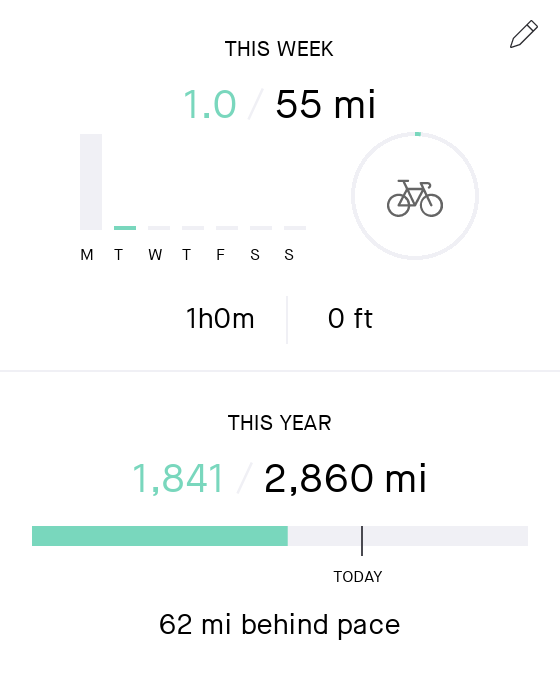 THIS WEEK
1.0 / 55 mi
M T W T F S S
1h0m 0 ft
THIS YEAR
1,841 / 2,860 mi
TODAY
62 mi behind pace